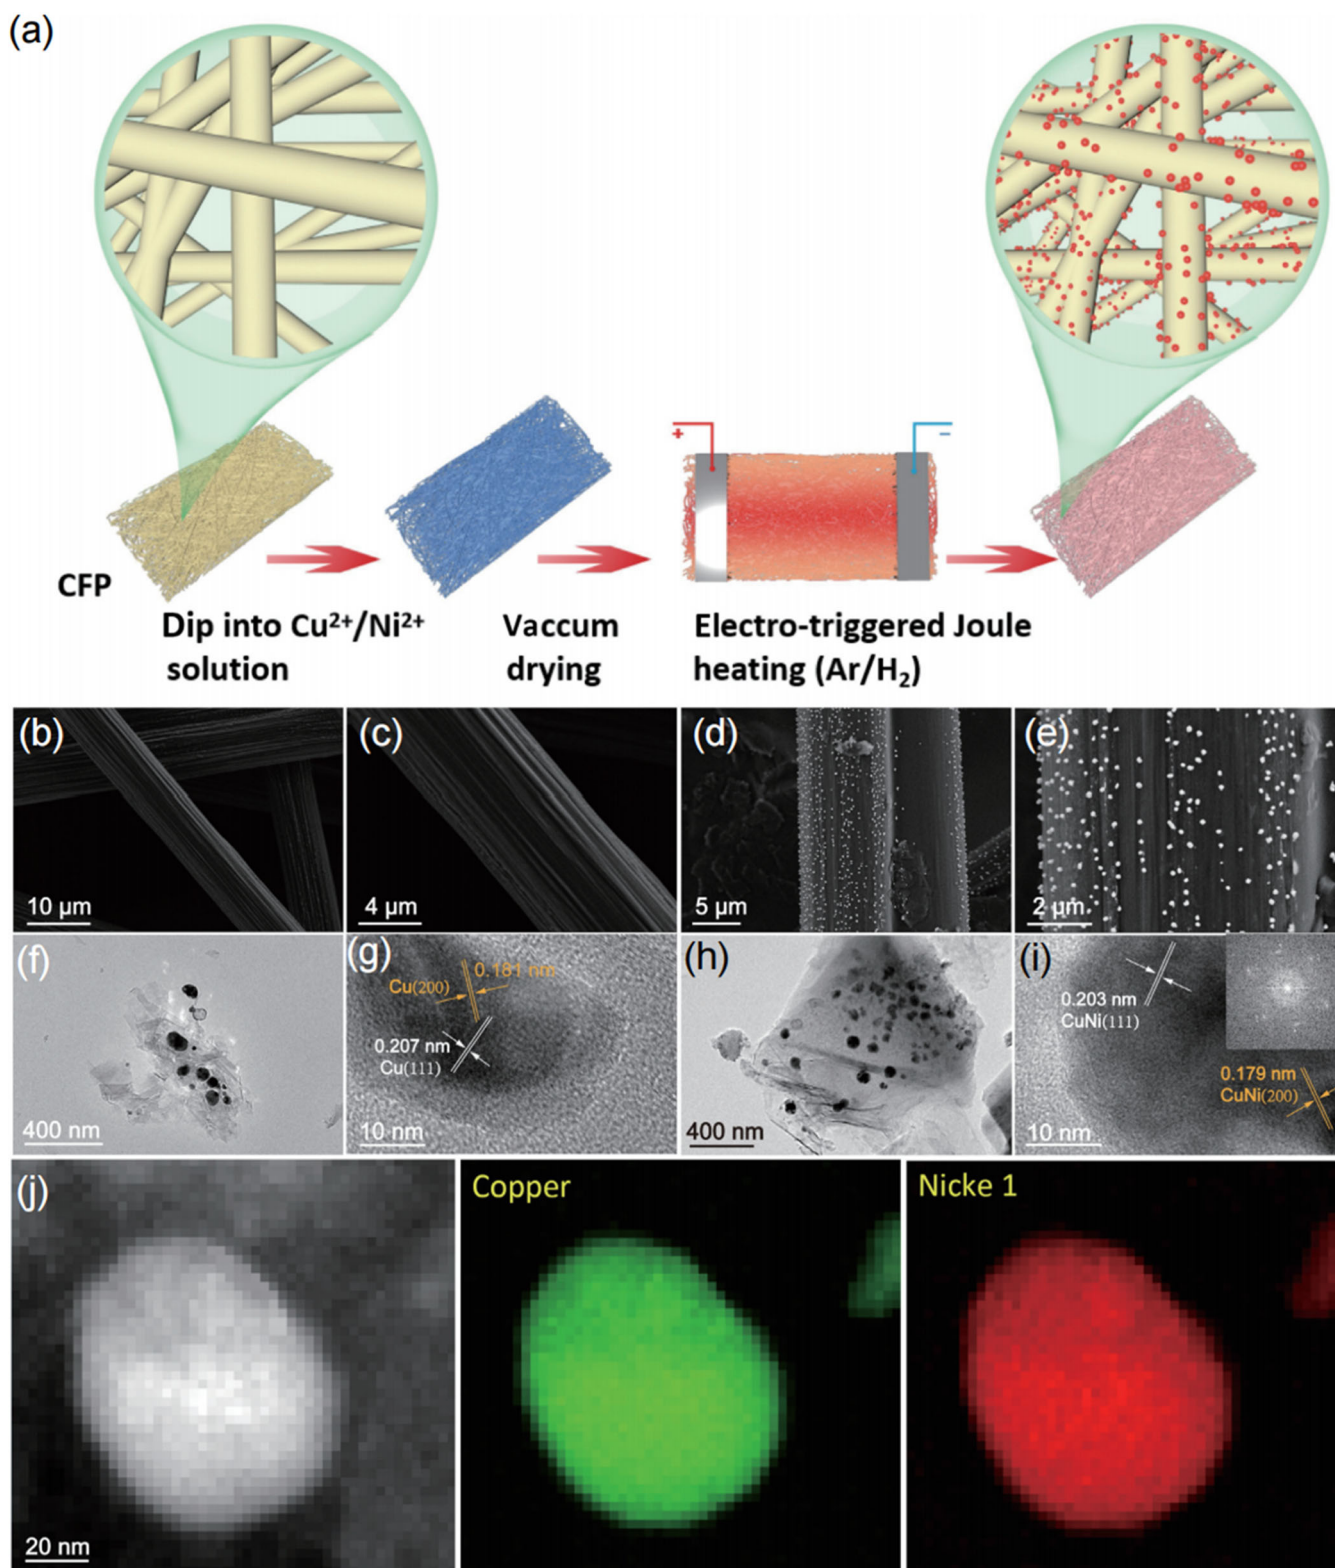 (a)
+
−
CFP
Dip into Cu²⁺/Ni²⁺
solution
Vaccum
drying
Electro-triggered Joule
heating (Ar/H₂)
(b)
10 μm
(c)
4 μm
(d)
5 μm
(e)
2 μm
(f)
400 nm
(g)
0.181 nm
Cu(200)
0.207 nm
Cu(111)
10 nm
(h)
400 nm
(i)
0.203 nm
CuNi(111)
0.179 nm
CuNi(200)
10 nm
(j)
20 nm
Copper
Nicke 1